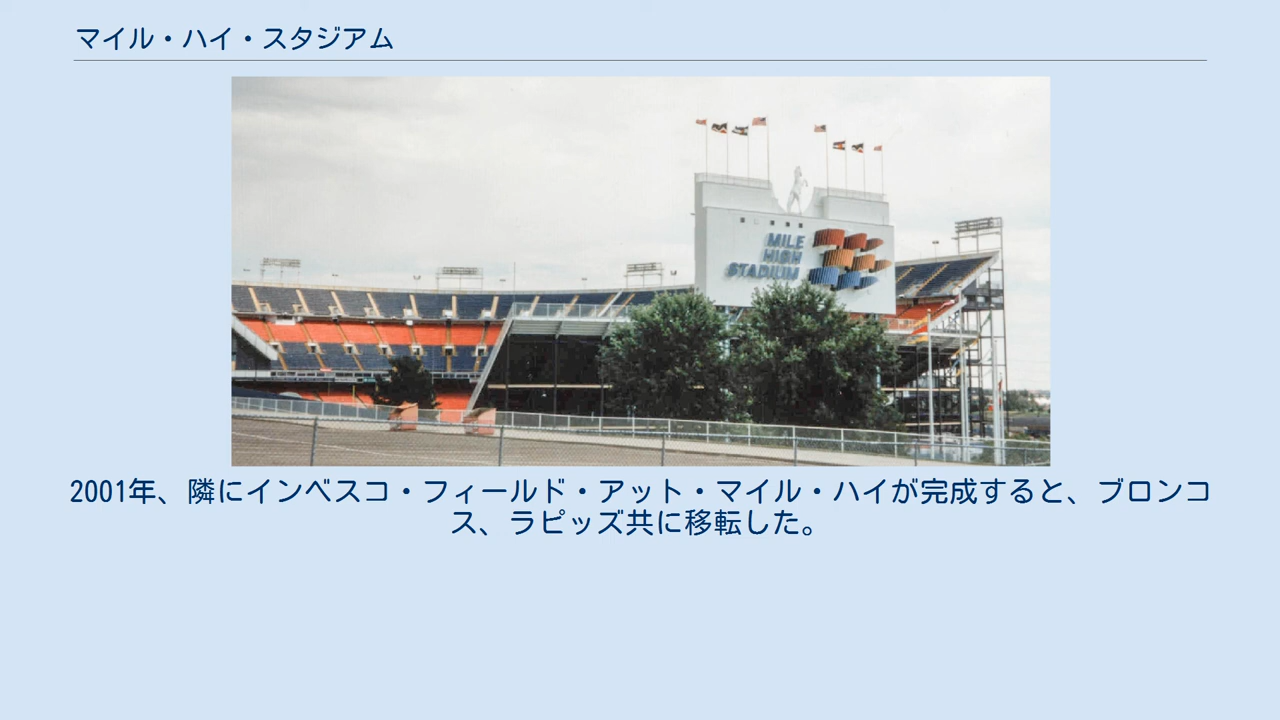 マイル・ハイ・スタジアム
MILE
HIGH
STADIUM
2001年、隣にインベスコ・フィールド・アット・マイル・ハイが完成すると、ブロンコ
ス、ラピッズ共に移転した。